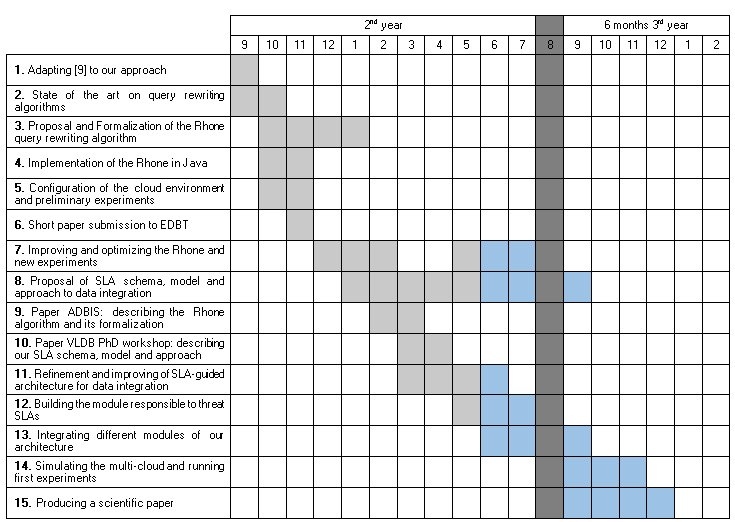 2nd year 6 months 3rd year
9 10 11 12 1 2 3 4 5 6 7 8 9 10 11 12 1 2
1. Adapting [9] to our approach
2. State of the art on query rewriting
algorithms
3. Proposal and Formalization of the Rhone
query rewriting algorithm
4. Implementation of the Rhone in Java
5. Configuration of the cloud environment
and preliminary experiments
6. Short paper submission to EDBT
7. Improving and optimizing the Rhone and
new experiments
8. Proposal of SLA schema, model and
approach to data integration
9. Paper ADBIS: describing the Rhone
algorithm and its formalization
10. Paper VLDB PhD workshop: describing
our SLA schema, model and approach
11. Refinement and improving of SLA-guided
architecture for data integration
12. Building the module responsible to threat
SLAs
13. Integrating different modules of our
architecture
14. Simulating the multi-cloud and running
first experiments
15. Producing a scientific paper